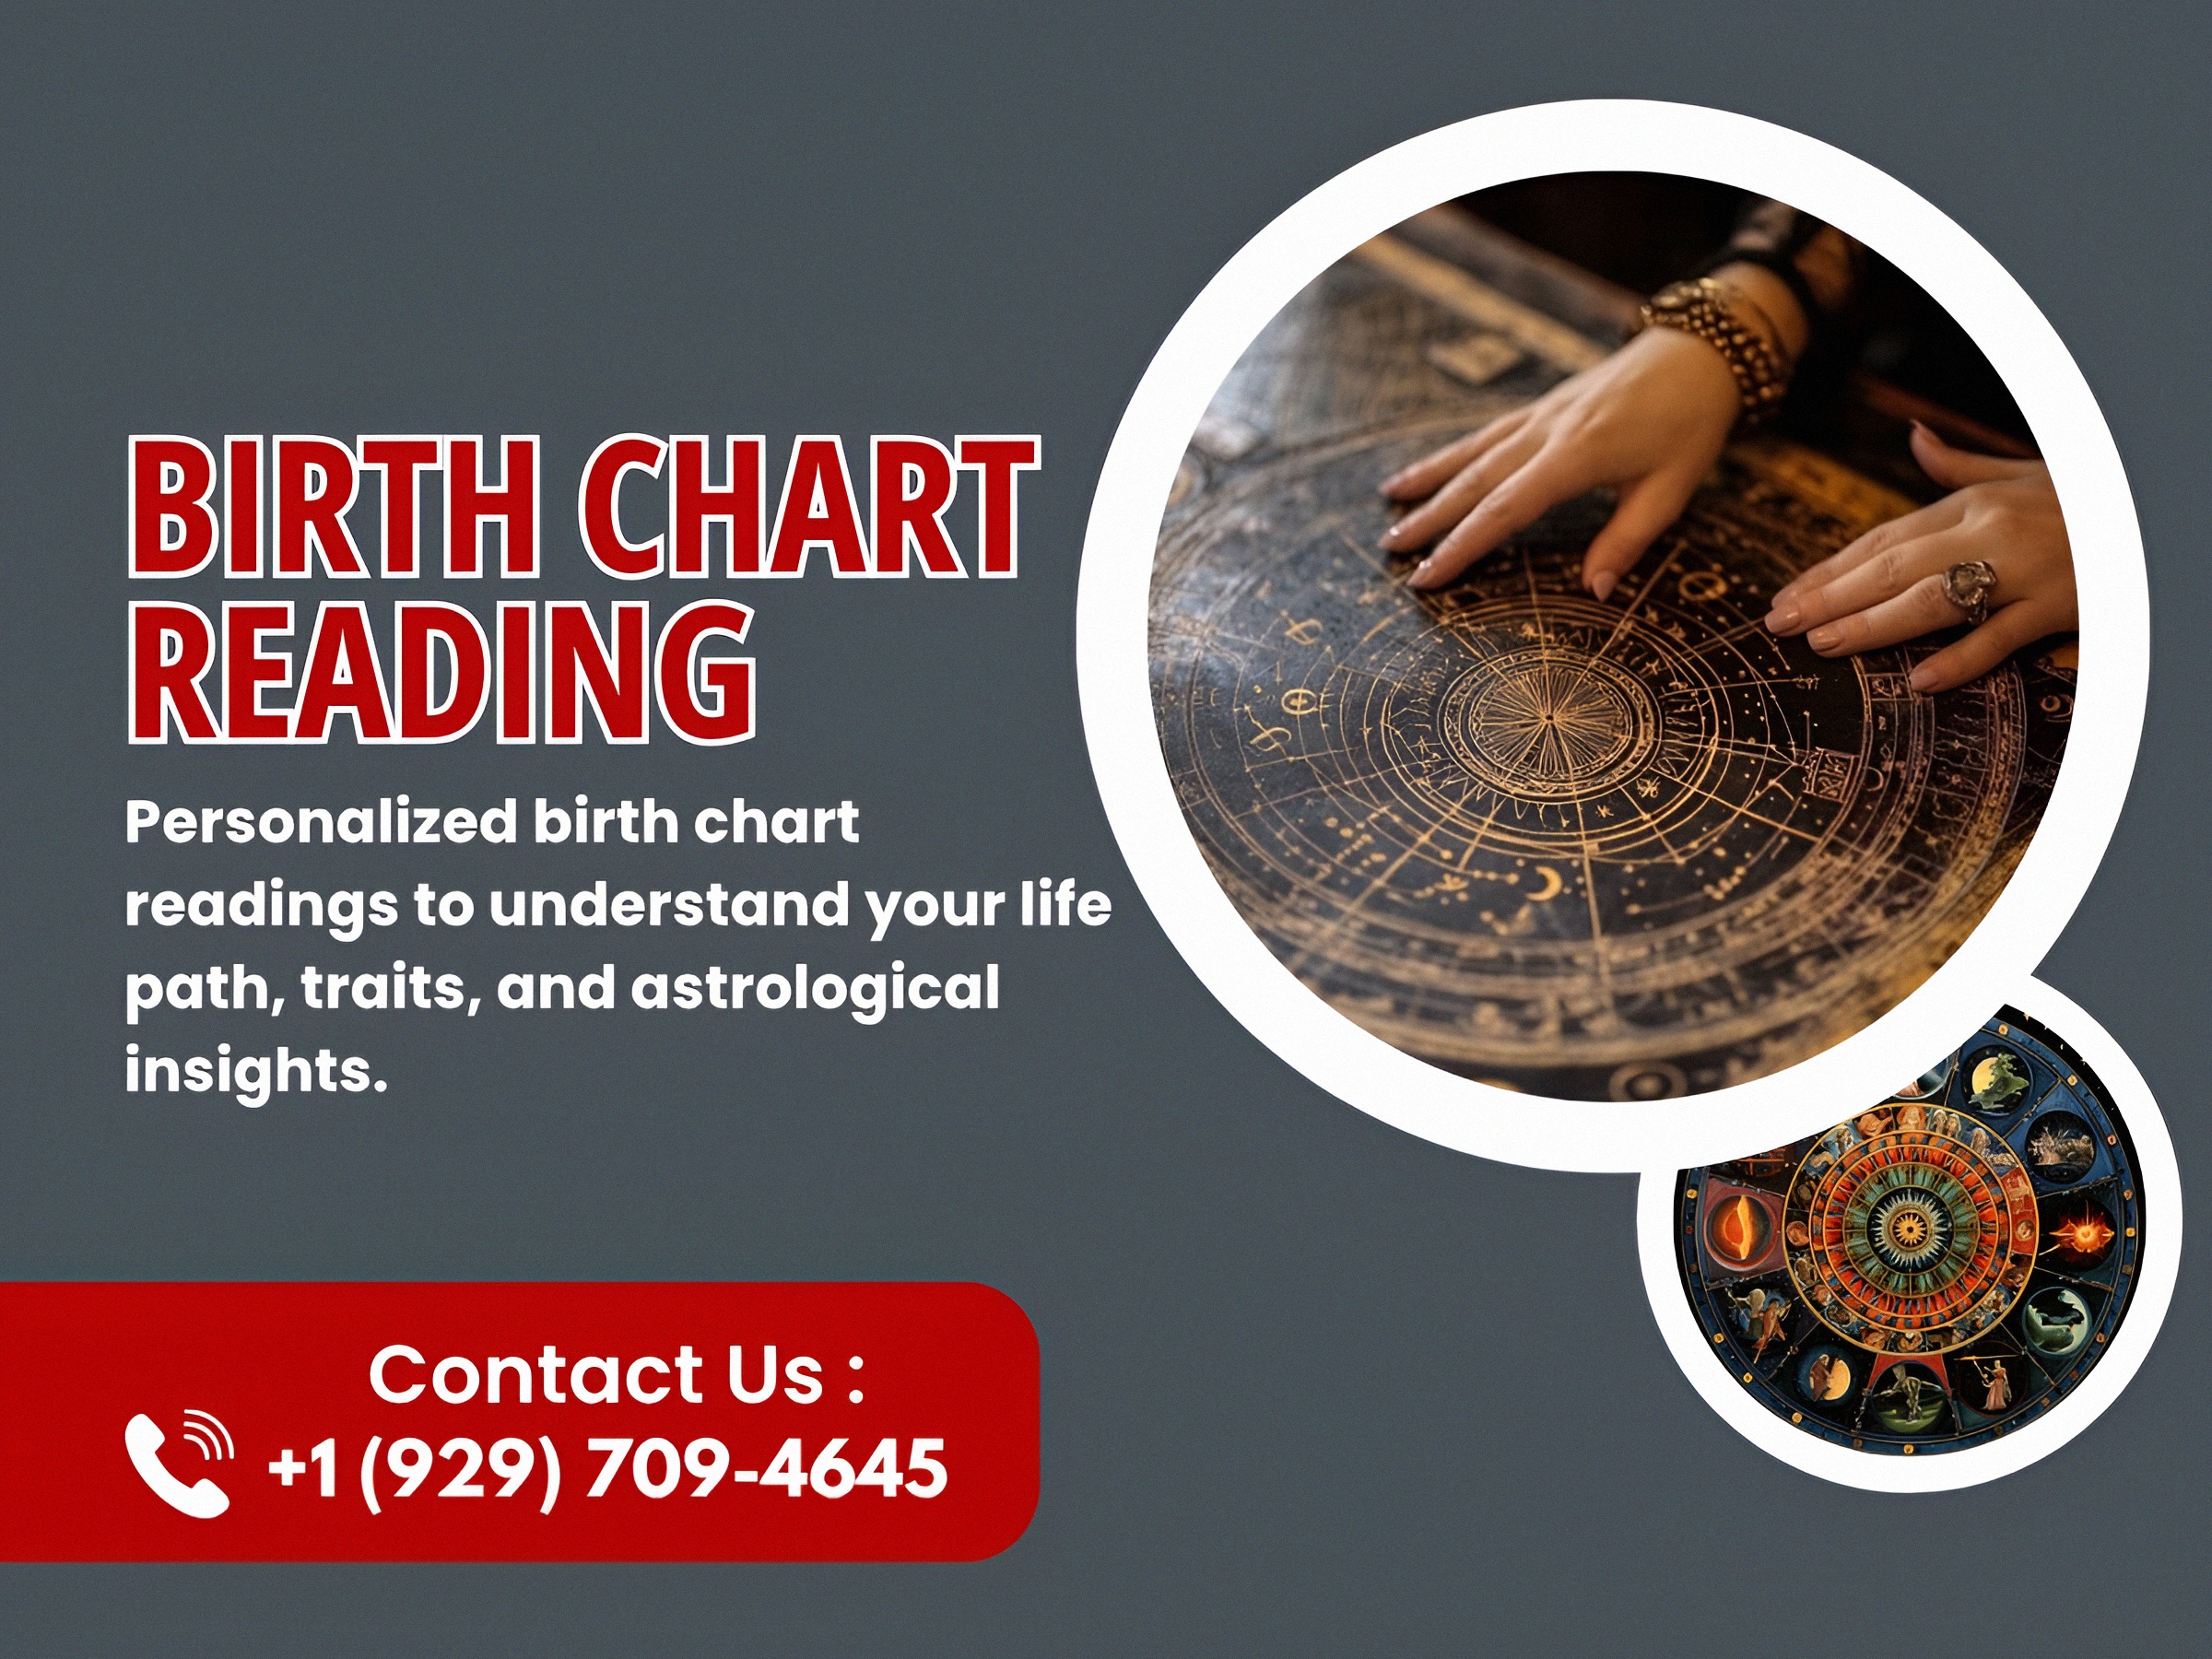 BIRTH CHART
READING
Personalized birth chart
readings to understand your life
path, traits, and astrological
insights.
Contact Us :
+1 (929) 709-4645